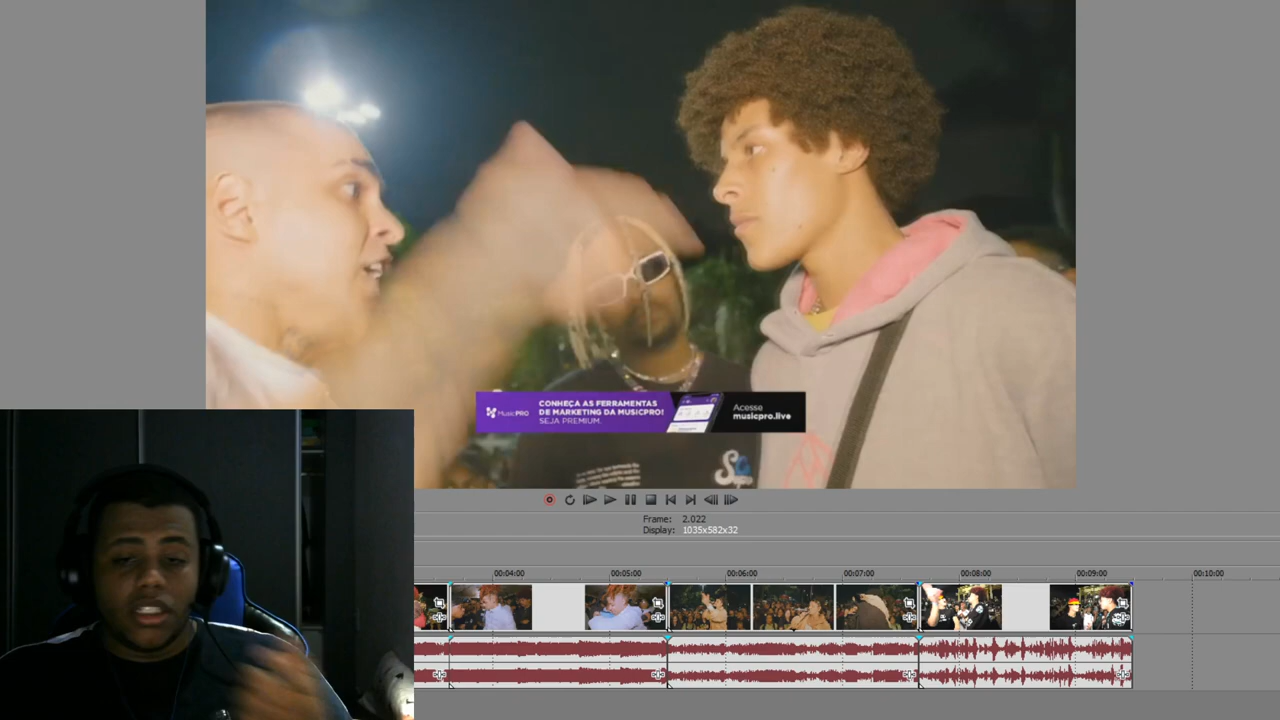 MusicPRO
CONHEÇA AS FERRAMENTAS
DE MARKETING DA MUSICPRO!
SEJA PREMIUM.
Acesse
musicpro.live
Frame: 2.022
Display: 1035x582x32
00:04:00 00:05:00 00:06:00 00:07:00 00:08:00 00:09:00 00:10:00